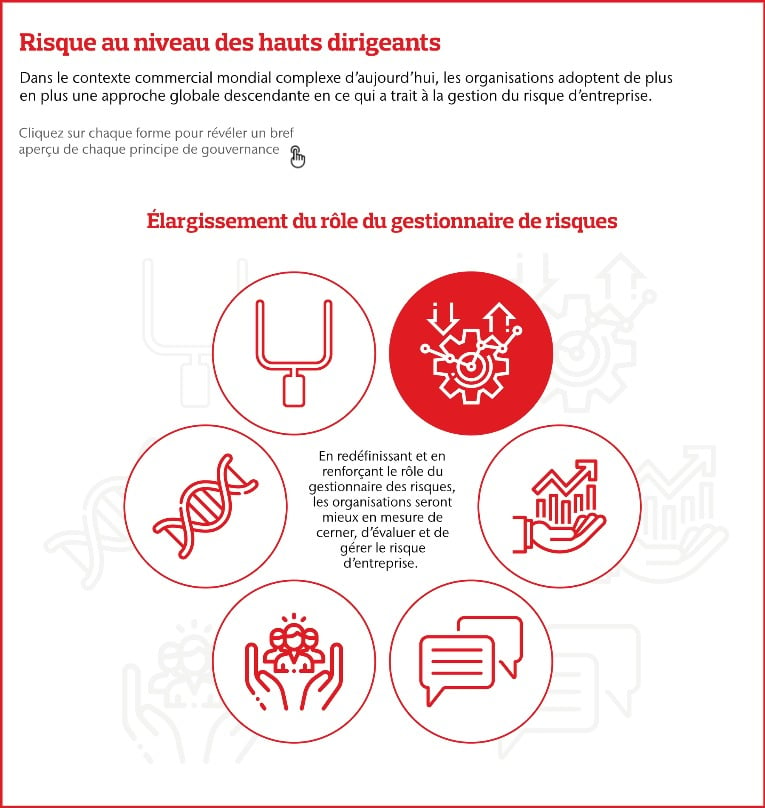 Risque au niveau des hauts dirigeants
Dans le contexte commercial mondial complexe d’aujourd’hui, les organisations adoptent de plus
en plus une approche globale descendante en ce qui a trait à la gestion du risque d’entreprise.
Cliquez sur chaque forme pour révéler un bref
aperçu de chaque principe de gouvernance
Élargissement du rôle du gestionnaire de risques
En redéfinissant et en
renforçant le rôle du
gestionnaire des risques,
les organisations seront
mieux en mesure de
cerner, d’évaluer et de
gérer le risque
d’entreprise.